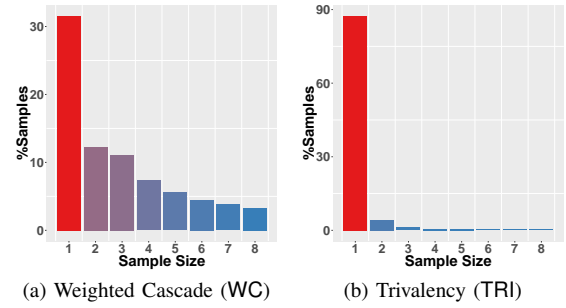 %Samples
30
20
10
0
1 2 3 4 5 6 7 8
Sample Size
(a) Weighted Cascade (WC)
%Samples
90
60
30
0
1 2 3 4 5 6 7 8
Sample Size
(b) Trivalency (TRI)